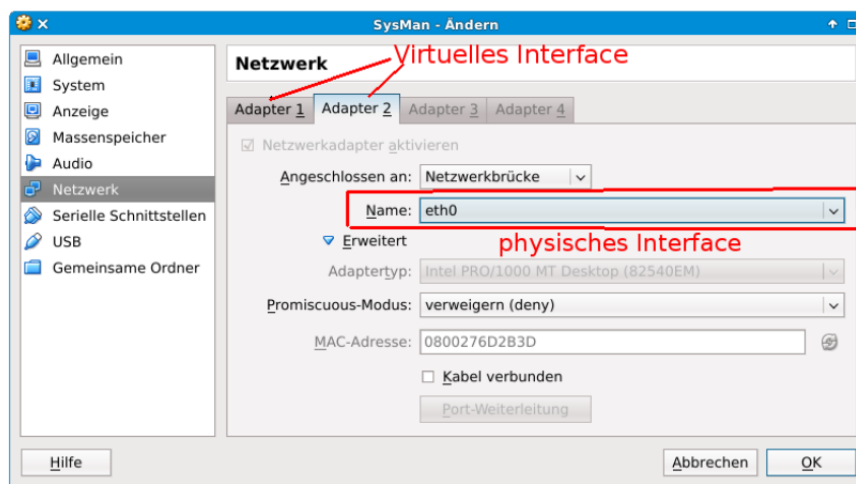 SysMan - Ändern
Allgemein
System
Anzeige
Massenspeicher
Audio
Netzwerk
Serielle Schnittstellen
USB
Gemeinsame Ordner
Netzwerk
Virtuelles Interface
Adapter 1 Adapter 2 Adapter 3 Adapter 4
Netzwerkadapter aktivieren
Angeschlossen an: Netzwerkbrücke
Name: eth0
Erweitert
physisches Interface
Adaptertyp: Intel PRO/1000 MT Desktop (82540EM)
Promiscuous-Modus: verweigern (deny)
MAC-Adresse: 0800276D2B3D
Kabel verbunden
Port-Weiterleitung
Hilfe
Abbrechen
OK